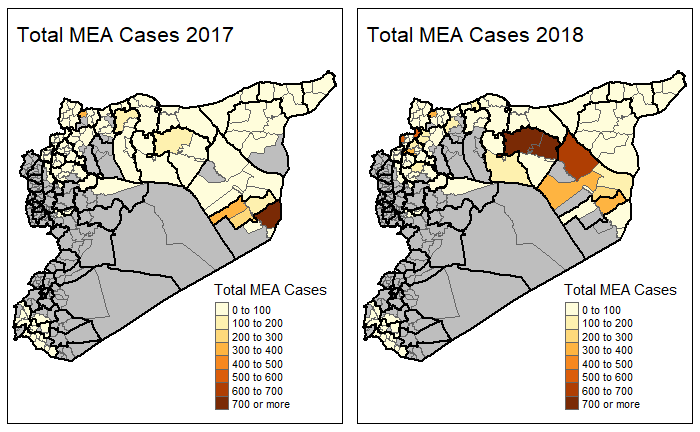 Total MEA Cases 2017
Total MEA Cases
0 to 100
100 to 200
200 to 300
300 to 400
400 to 500
500 to 600
600 to 700
700 or more
Total MEA Cases 2018
Total MEA Cases
0 to 100
100 to 200
200 to 300
300 to 400
400 to 500
500 to 600
600 to 700
700 or more